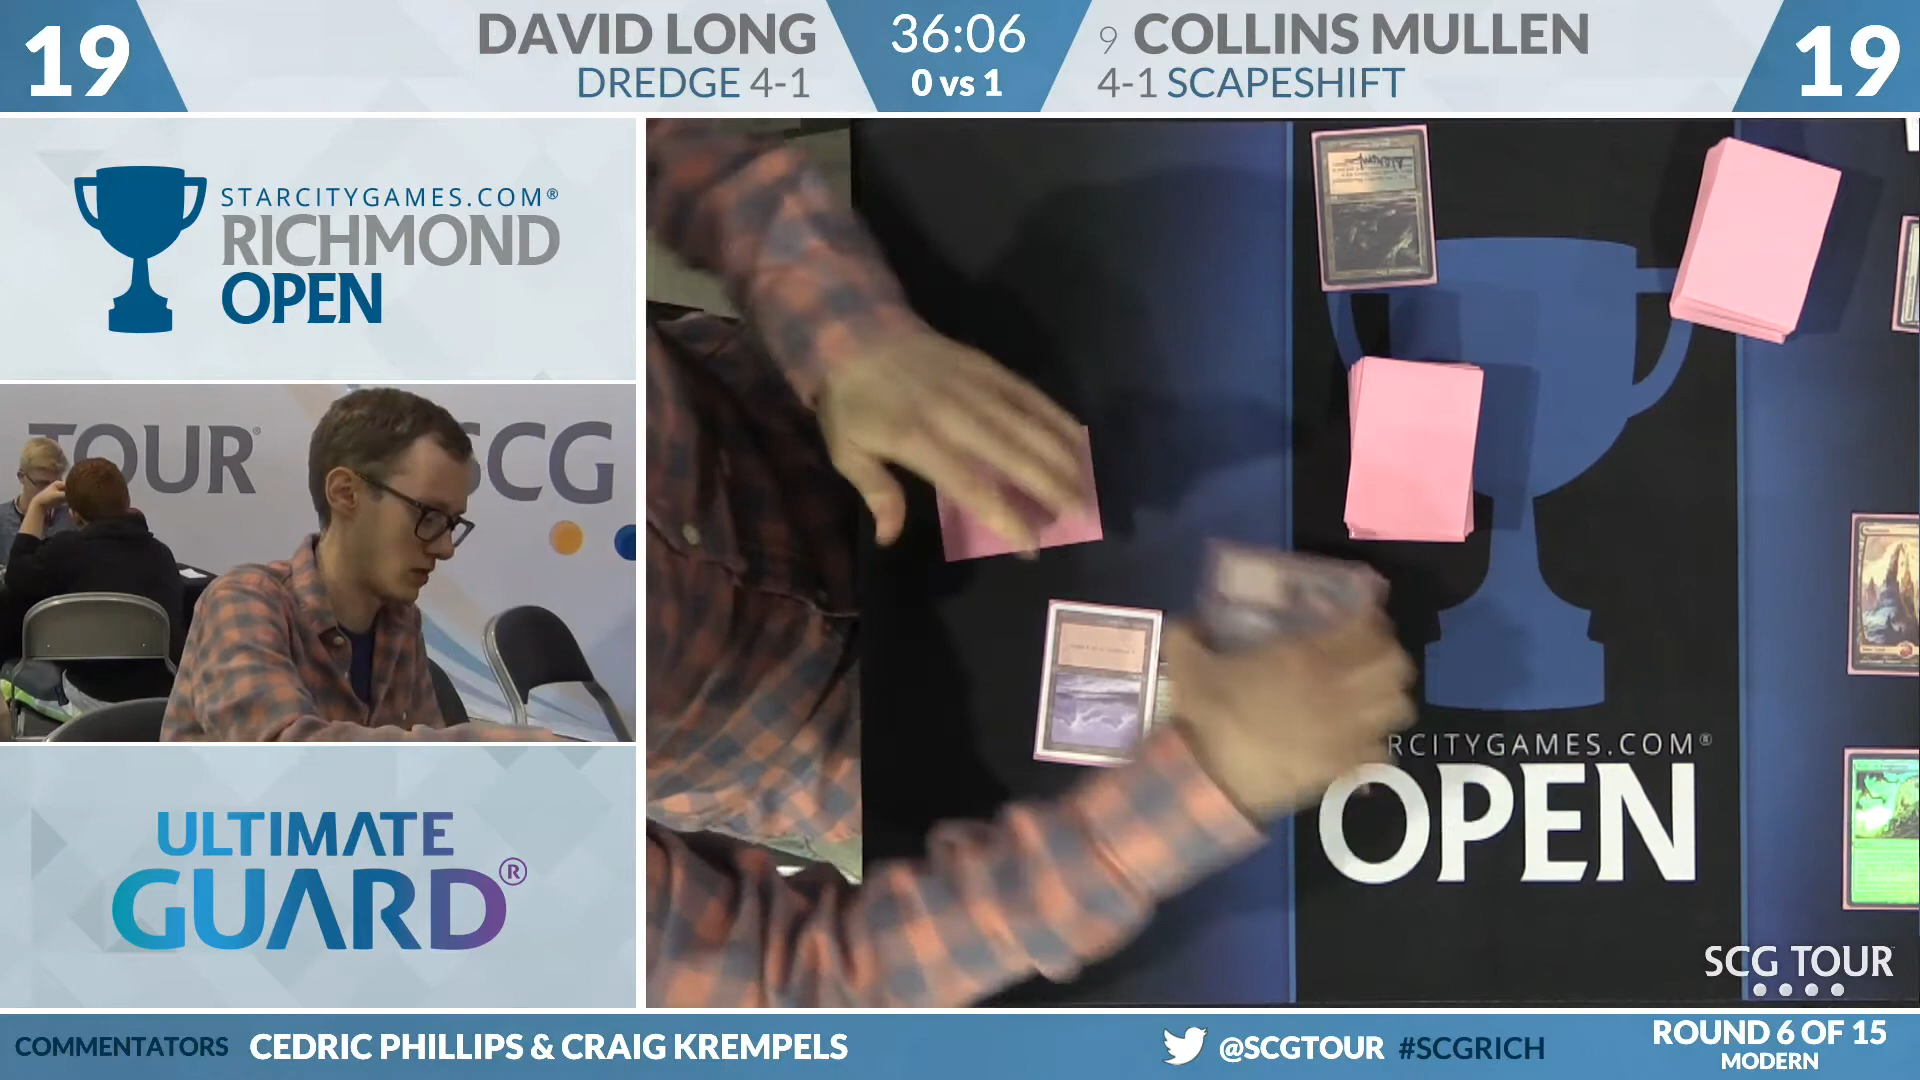 19
DAVID LONG
DREDGE 4-1
36:06
0 vs 1
9 COLLINS MULLEN
4-1 SCAPESHIFT
19
STARCITYGAMES.COM®
RICHMOND
OPEN
TOUR®
SCG
ULTIMATE
GUARD®
RCITYGAMES.COM®
OPEN
SCG TOUR
COMMENTATORS CEDRIC PHILLIPS & CRAIG KREMPELS
@SCGTOUR #SCGRICH
ROUND 6 OF 15
MODERN